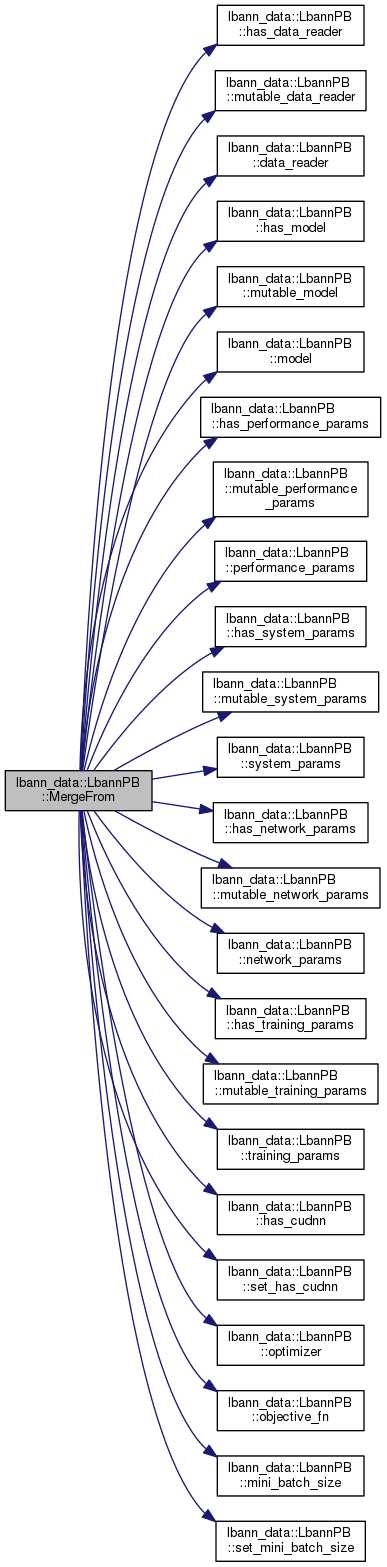 lbann_data::LbannPB
::has_data_reader
lbann_data::LbannPB
::mutable_data_reader
lbann_data::LbannPB
::data_reader
lbann_data::LbannPB
::has_model
lbann_data::LbannPB
::mutable_model
lbann_data::LbannPB
::model
lbann_data::LbannPB
::has_performance_params
lbann_data::LbannPB
::mutable_performance
_params
lbann_data::LbannPB
::performance_params
lbann_data::LbannPB
::has_system_params
lbann_data::LbannPB
::mutable_system_params
lbann_data::LbannPB
::system_params
lbann_data::LbannPB
::MergeFrom
lbann_data::LbannPB
::has_network_params
lbann_data::LbannPB
::mutable_network_params
lbann_data::LbannPB
::network_params
lbann_data::LbannPB
::has_training_params
lbann_data::LbannPB
::mutable_training_params
lbann_data::LbannPB
::training_params
lbann_data::LbannPB
::has_cudnn
lbann_data::LbannPB
::set_has_cudnn
lbann_data::LbannPB
::optimizer
lbann_data::LbannPB
::objective_fn
lbann_data::LbannPB
::mini_batch_size
lbann_data::LbannPB
::set_mini_batch_size